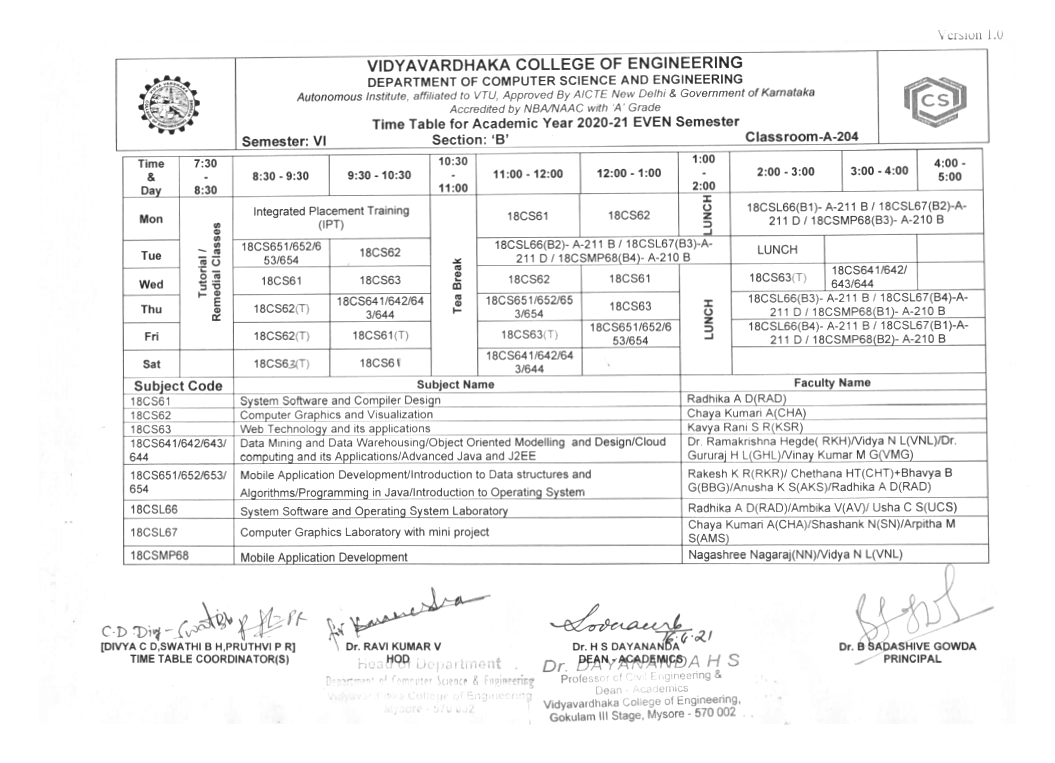 Version 1.0
VIDYAVARDHAKA COLLEGE OF ENGINEERING
DEPARTMENT OF COMPUTER SCIENCE AND ENGINEERING
Autonomous Institute, affiliated to VTU, Approved By AICTE New Delhi & Government of Karnataka
Accredited by NBA/NAAC with 'A' Grade
Time Table for Academic Year 2020-21 EVEN Semester
Semester: VI Section: 'B' Classroom-A-204
CS
Time & Day 7:30 - 8:30 8:30 - 9:30 9:30 - 10:30 10:30 - 11:00 11:00 - 12:00 12:00 - 1:00 1:00 - 2:00 2:00 - 3:00 3:00 - 4:00 4:00 - 5:00
Tutorial / Remedial Classes
Tea Break
LUNCH
LUNCH
Mon Integrated Placement Training (IPT) 18CS61 18CS62 18CSL66(B1)- A-211 B / 18CSL67(B2)-A-
211 D / 18CSMP68(B3)- A-210 B
Tue 18CS651/652/6 18CS62 18CSL66(B2)- A-211 B / 18CSL67(B3)-A- LUNCH
53/654 211 D / 18CSMP68(B4)- A-210 B
Wed 18CS61 18CS63 18CS62 18CS61 18CS63(T) 18CS641/642/
643/644
Thu 18CS62(T) 18CS641/642/64 18CS651/652/65 18CS63 18CSL66(B3)- A-211 B / 18CSL67(B4)-A-
3/644 3/654 211 D / 18CSMP68(B1)- A-210 B
Fri 18CS62(T) 18CS61(T) 18CS63(T) 18CS651/652/6 18CSL66(B4)- A-211 B / 18CSL67(B1)-A-
53/654 211 D / 18CSMP68(B2)- A-210 B
Sat 18CS63(T) 18CS61 18CS641/642/64
3/644
Subject Code Subject Name Faculty Name
18CS61 System Software and Compiler Design Radhika A D(RAD)
18CS62 Computer Graphics and Visualization Chaya Kumari A(CHA)
18CS63 Web Technology and its applications Kavya Rani S R(KSR)
18CS641/642/643/ Data Mining and Data Warehousing/Object Oriented Modelling and Design/Cloud Dr. Ramakrishna Hegde( RKH)/Vidya N L(VNL)/Dr.
644 computing and its Applications/Advanced Java and J2EE Gururaj H L(GHL)/Vinay Kumar M G(VMG)
18CS651/652/653/ Mobile Application Development/Introduction to Data structures and Rakesh K R(RKR)/ Chethana HT(CHT)+Bhavya B
654 Algorithms/Programming in Java/Introduction to Operating System G(BBG)/Anusha K S(AKS)/Radhika A D(RAD)
18CSL66 System Software and Operating System Laboratory Radhika A D(RAD)/Ambika V(AV)/ Usha C S(UCS)
18CSL67 Computer Graphics Laboratory with mini project Chaya Kumari A(CHA)/Shashank N(SN)/Arpitha M
S(AMS)
18CSMP68 Mobile Application Development Nagashree Nagaraj(NN)/Vidya N L(VNL)
16.6.21
[DIVYA C D,SWATHI B H,PRUTHVI P R] Dr. RAVI KUMAR V Dr. H S DAYANANDA Dr. B SADASHIVE GOWDA
TIME TABLE COORDINATOR(S) HOD DEAN - ACADEMICS PRINCIPAL
Head of Department
Department of Computer Science & Engineering
Vidyavardhaka College of Engineering
Mysore - 570 002
Dr. DAYANANDA H S
Professor of Civil Engineering &
Dean - Academics
Vidyavardhaka College of Engineering,
Gokulam III Stage, Mysore - 570 002